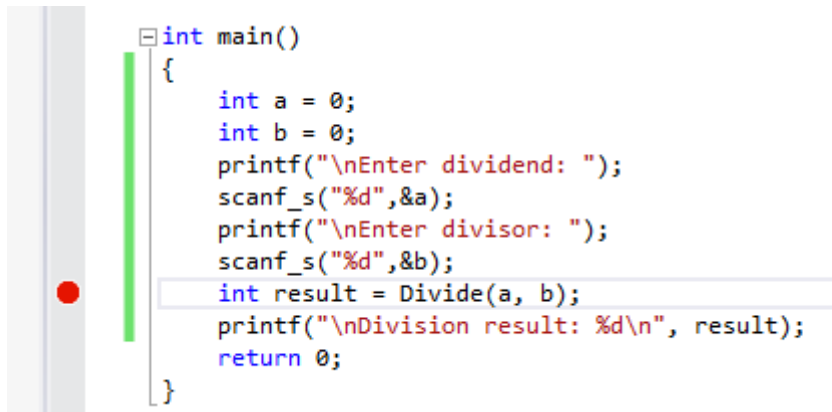 int main()
{
    int a = 0;
    int b = 0;
    printf("\nEnter dividend: ");
    scanf_s("%d",&a);
    printf("\nEnter divisor: ");
    scanf_s("%d",&b);
    int result = Divide(a, b);
    printf("\nDivision result: %d\n", result);
    return 0;
}